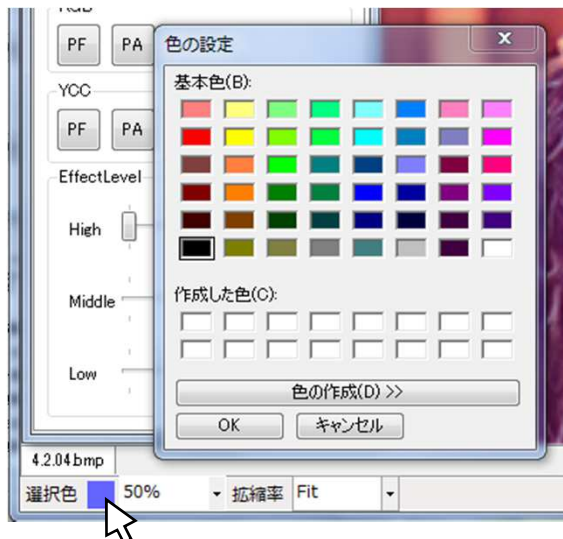 RGB
PF PA
YCC
PF PA
EffectLevel
High
Middle
Low
色の設定
X
基本色(B):
作成した色(C):
色の作成(D) >>
OK キャンセル
4.2.04.bmp
選択色 50% 拡縮率 Fit